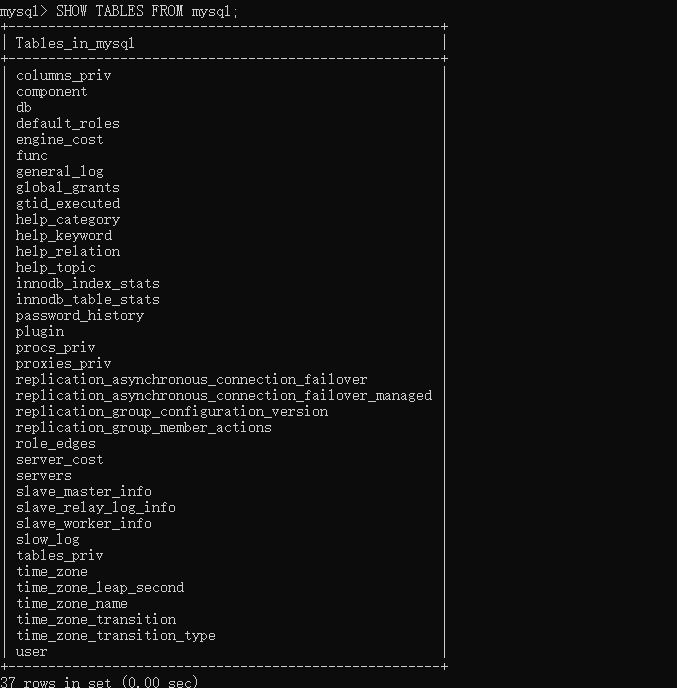 mysql> SHOW TABLES FROM mysql;
+------------------------------------------------------+
| Tables_in_mysql                                      |
+------------------------------------------------------+
| columns_priv                                         |
| component                                            |
| db                                                   |
| default_roles                                        |
| engine_cost                                          |
| func                                                 |
| general_log                                          |
| global_grants                                        |
| gtid_executed                                        |
| help_category                                        |
| help_keyword                                         |
| help_relation                                        |
| help_topic                                           |
| innodb_index_stats                                   |
| innodb_table_stats                                   |
| password_history                                     |
| plugin                                               |
| procs_priv                                           |
| proxies_priv                                         |
| replication_asynchronous_connection_failover         |
| replication_asynchronous_connection_failover_managed |
| replication_group_configuration_version              |
| replication_group_member_actions                     |
| role_edges                                           |
| server_cost                                          |
| servers                                              |
| slave_master_info                                    |
| slave_relay_log_info                                 |
| slave_worker_info                                    |
| slow_log                                             |
| tables_priv                                          |
| time_zone                                            |
| time_zone_leap_second                                |
| time_zone_name                                       |
| time_zone_transition                                 |
| time_zone_transition_type                            |
| user                                                 |
+------------------------------------------------------+
37 rows in set (0.00 sec)